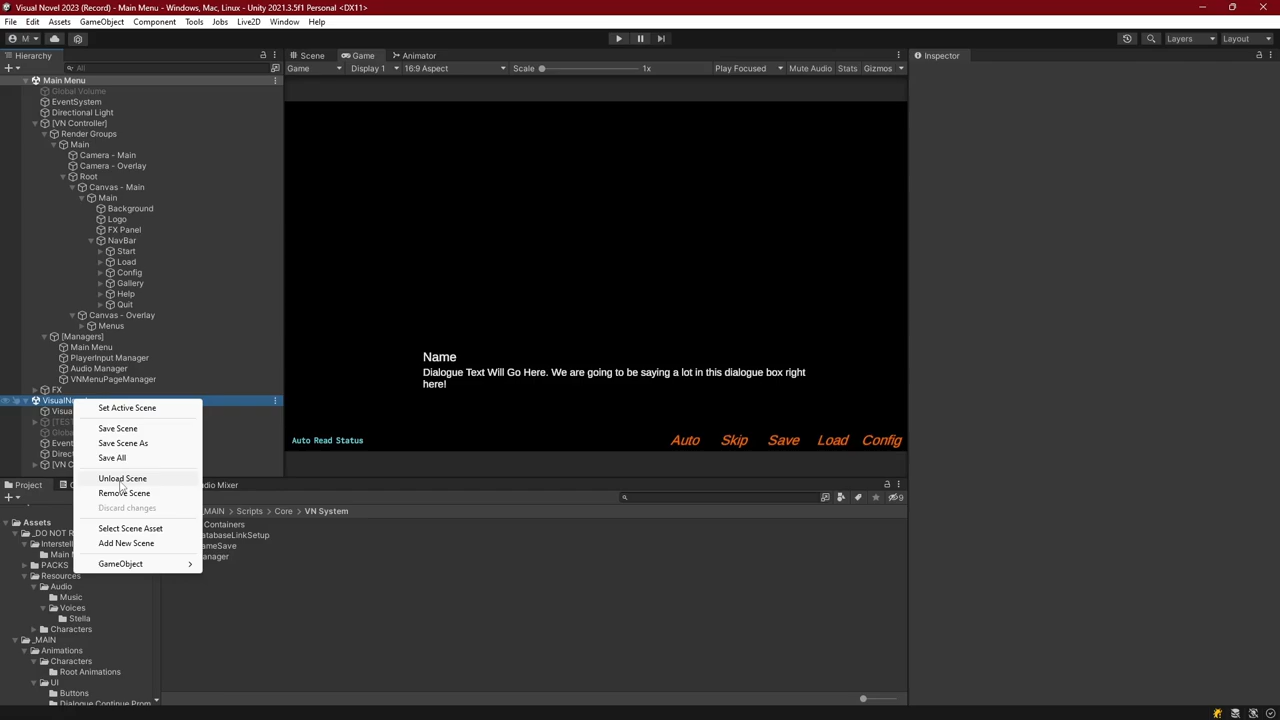 Visual Novel 2023 (Record) - Main Menu - Windows, Mac, Linux - Unity 2021.3.5f1 Personal <DX11>
File Edit Assets GameObject Component Tools Jobs Live2D Window Help
M Layers Layout
Hierarchy Scene Game Animator Inspector
All Game Display 1 16:9 Aspect Scale 1x Play Focused Mute Audio Stats Gizmos
Main Menu
Global Volume
EventSystem
Directional Light
[VN Controller]
Render Groups
Main
Camera - Main
Camera - Overlay
Root
Canvas - Main
Main
Background
Logo
FX Panel
NavBar
Start
Load
Config
Gallery
Help
Quit
Canvas - Overlay
Menus
[Managers]
Main Menu
PlayerInput Manager
Audio Manager
VNMenuPageManager
FX
Name
Dialogue Text Will Go Here. We are going to be saying a lot in this dialogue box right
here!
Auto Read Status Auto Skip Save Load Config
Set Active Scene
Save Scene
Save Scene As
Save All
Unload Scene
Remove Scene
Discard changes
Select Scene Asset
Add New Scene
GameObject
Project
9
Scripts > Core > VN System
Assets
Resources
Audio
Music
Voices
Stella
Characters
_MAIN
Animations
Characters
Root Animations
UI
Buttons